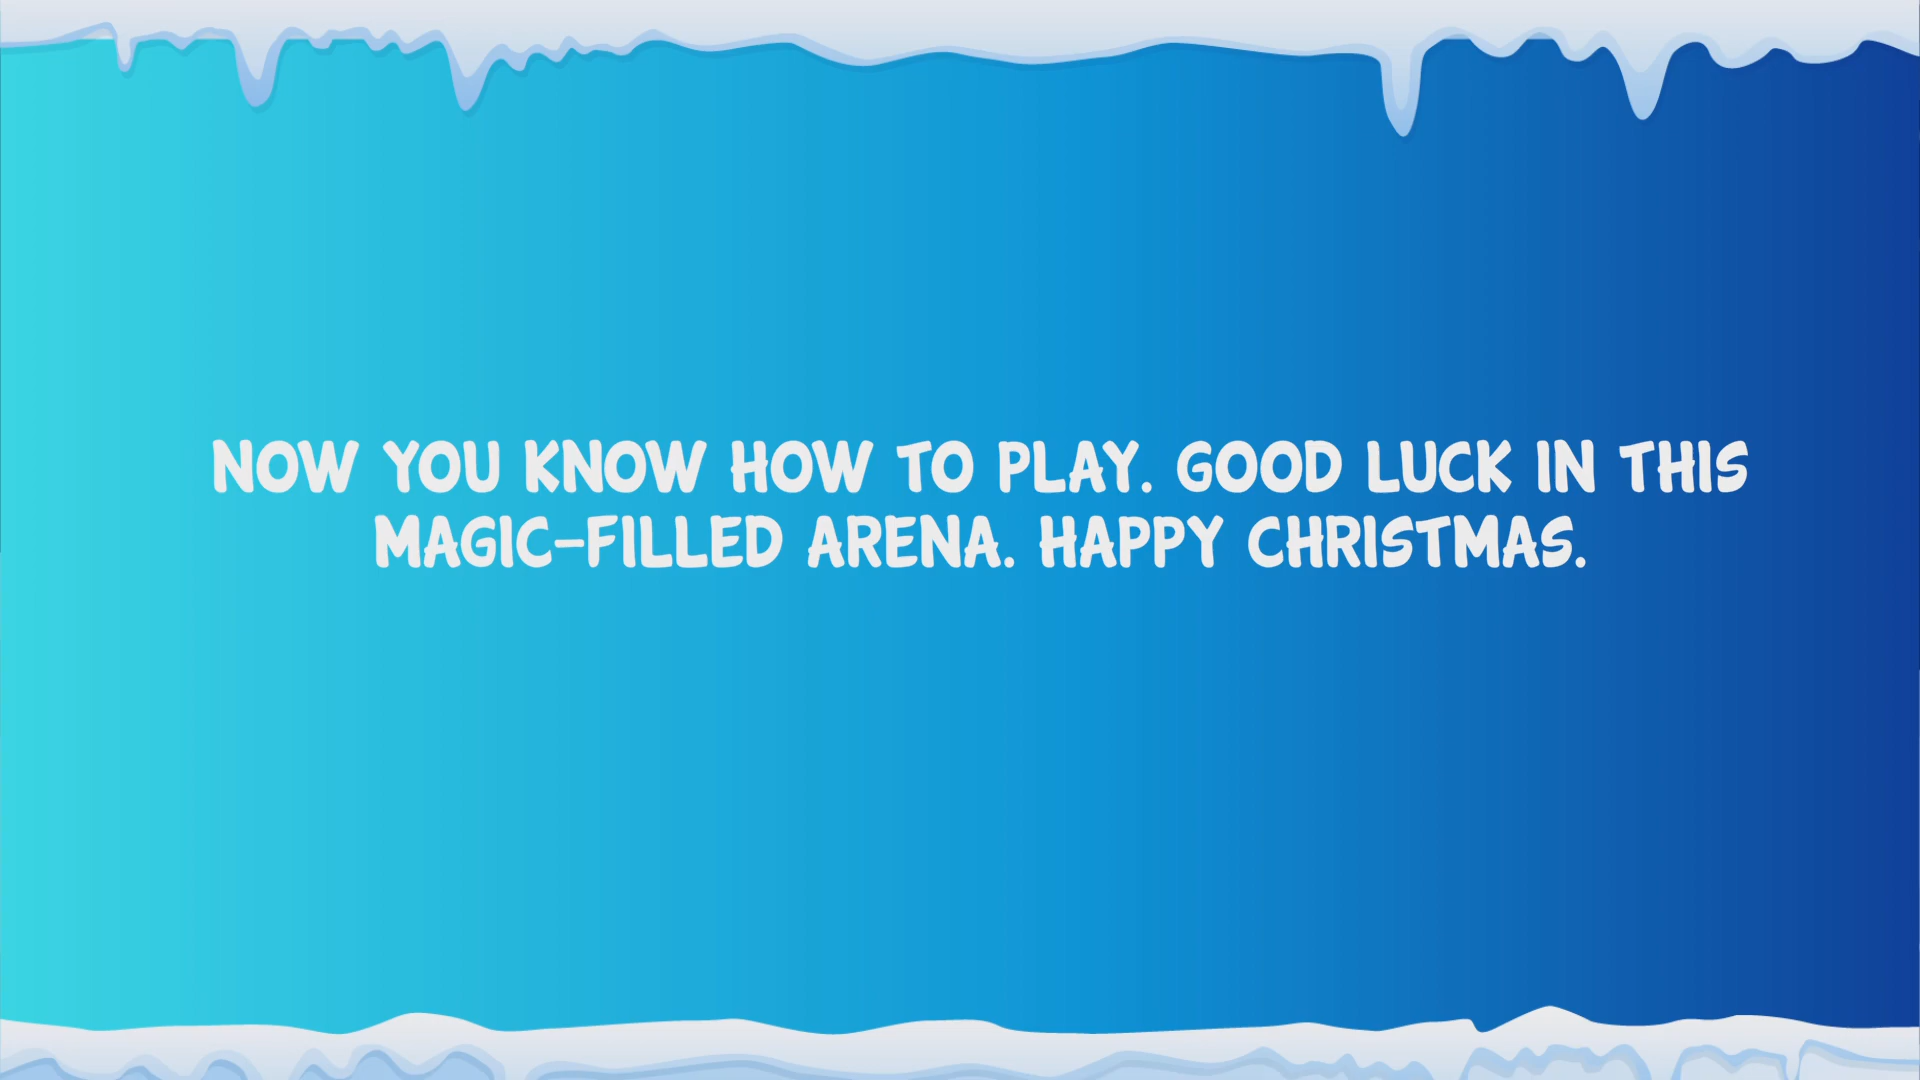 NOW YOU KNOW HOW TO PLAY. GOOD LUCK IN THIS
MAGIC-FILLED ARENA. HAPPY CHRISTMAS.